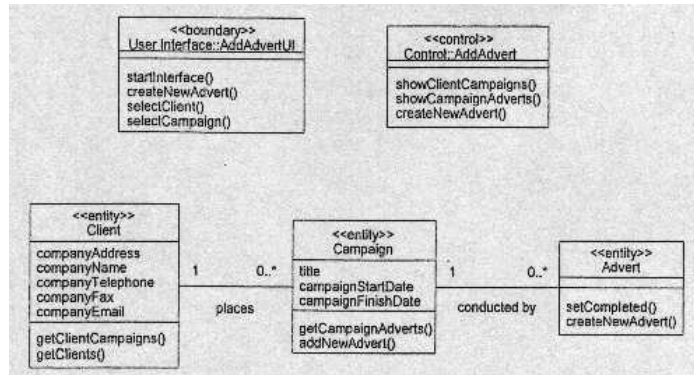 <<boundary>>
User Interface::AddAdvertUI
startInterface()
createNewAdvert()
selectClient()
selectCampaign()
<<control>>
Control::AddAdvert
showClientCampaigns()
showCampaignAdverts()
createNewAdvert()
<<entity>>
Client
companyAddress
companyName
companyTelephone
companyFax
companyEmail
getClientCampaigns()
getClients()
1 0..*
places
<<entity>>
Campaign
title
campaignStartDate
campaignFinishDate
getCampaignAdverts()
addNewAdvert()
1 0..*
conducted by
<<entity>>
Advert
setCompleted()
createNewAdvert()